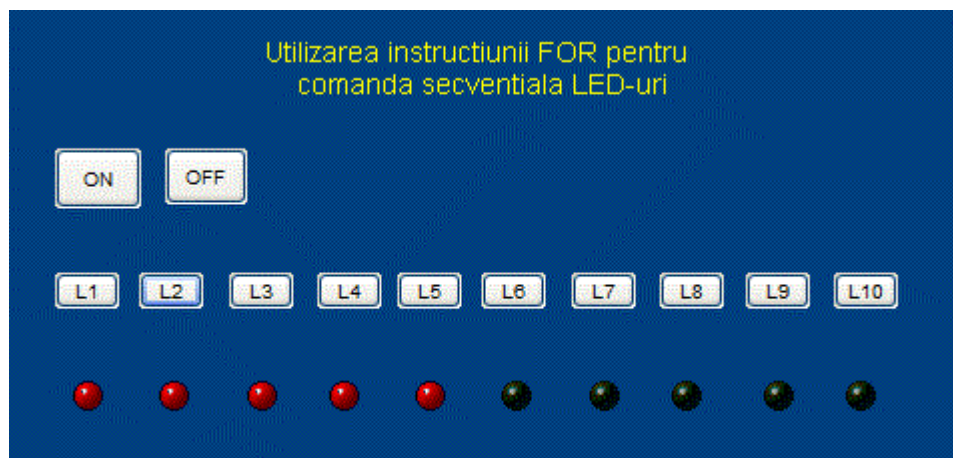 Utilizarea instructiunii FOR pentru
comanda secventiala LED-uri
ON OFF
L1 L2 L3 L4 L5 L6 L7 L8 L9 L10